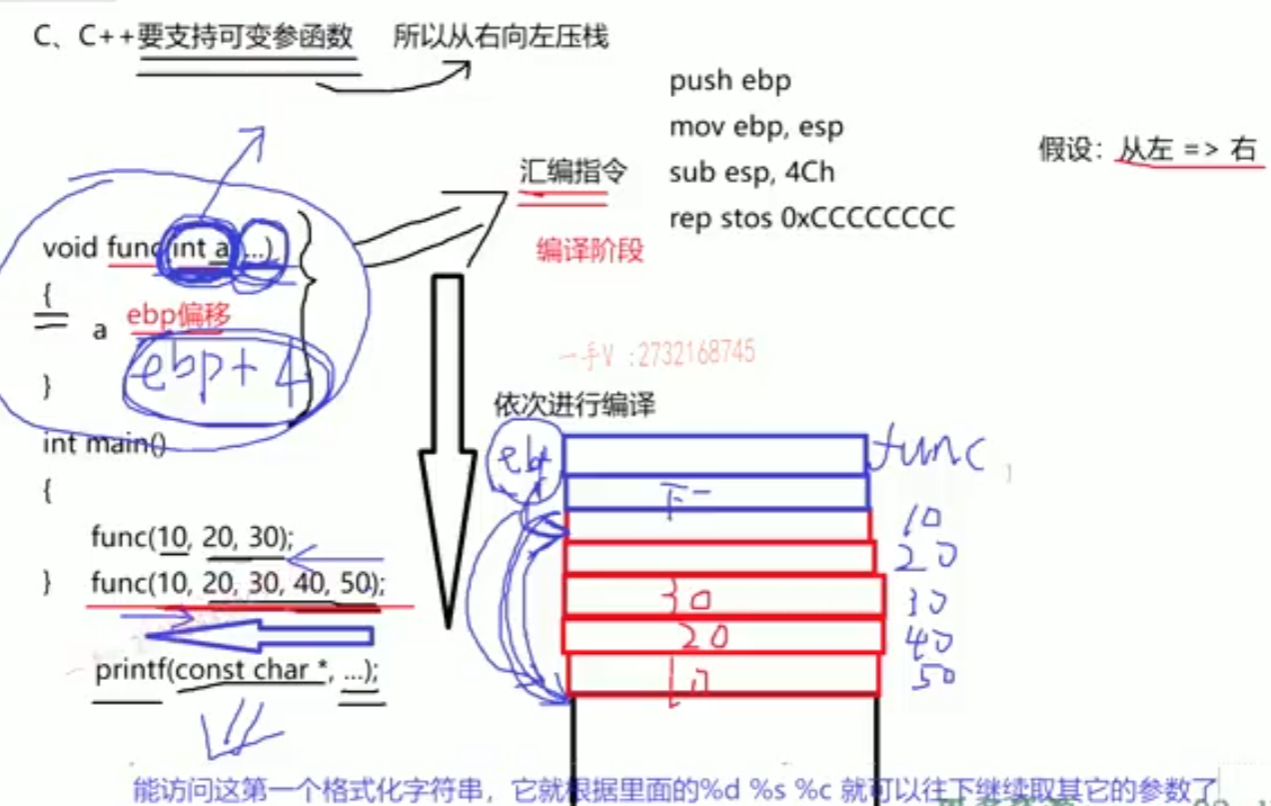 C、C++要支持可变参函数 所以从右向左压栈
push ebp
mov ebp, esp
sub esp, 4Ch
rep stos 0xCCCCCCCC
假设：从左 => 右
汇编指令
编译阶段
void func(int a, ...)
{
a ebp偏移
ebp+4
}
一手V :2732168745
依次进行编译
int main()
{
func(10, 20, 30);
} func(10, 20, 30, 40, 50);
printf(const char *, ...);
ebp
func
下一
10
20
30 30
20 40
10 50
能访问这第一个格式化字符串，它就根据里面的%d %s %c 就可以往下继续取其它的参数了